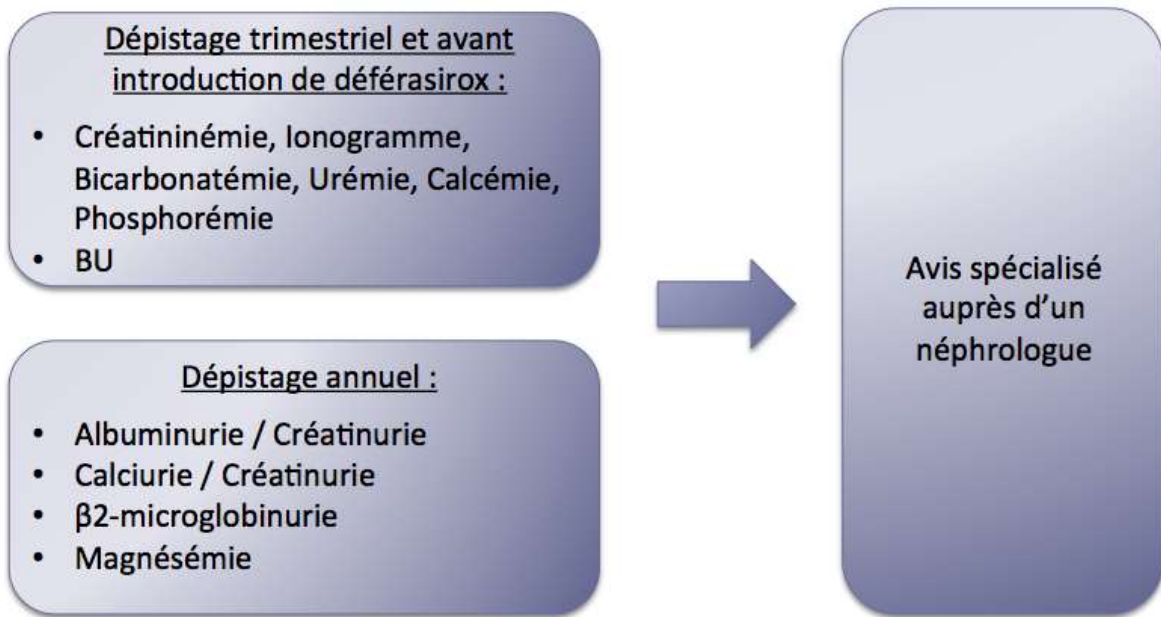 Dépistage trimestriel et avant
introduction de déférasirox :
• Créatininémie, Ionogramme,
Bicarbonatémie, Urémie, Calcémie,
Phosphorémie
• BU
Dépistage annuel :
• Albuminurie / Créatinurie
• Calciurie / Créatinurie
• β2-microglobinurie
• Magnésémie
Avis spécialisé
auprès d’un
néphrologue